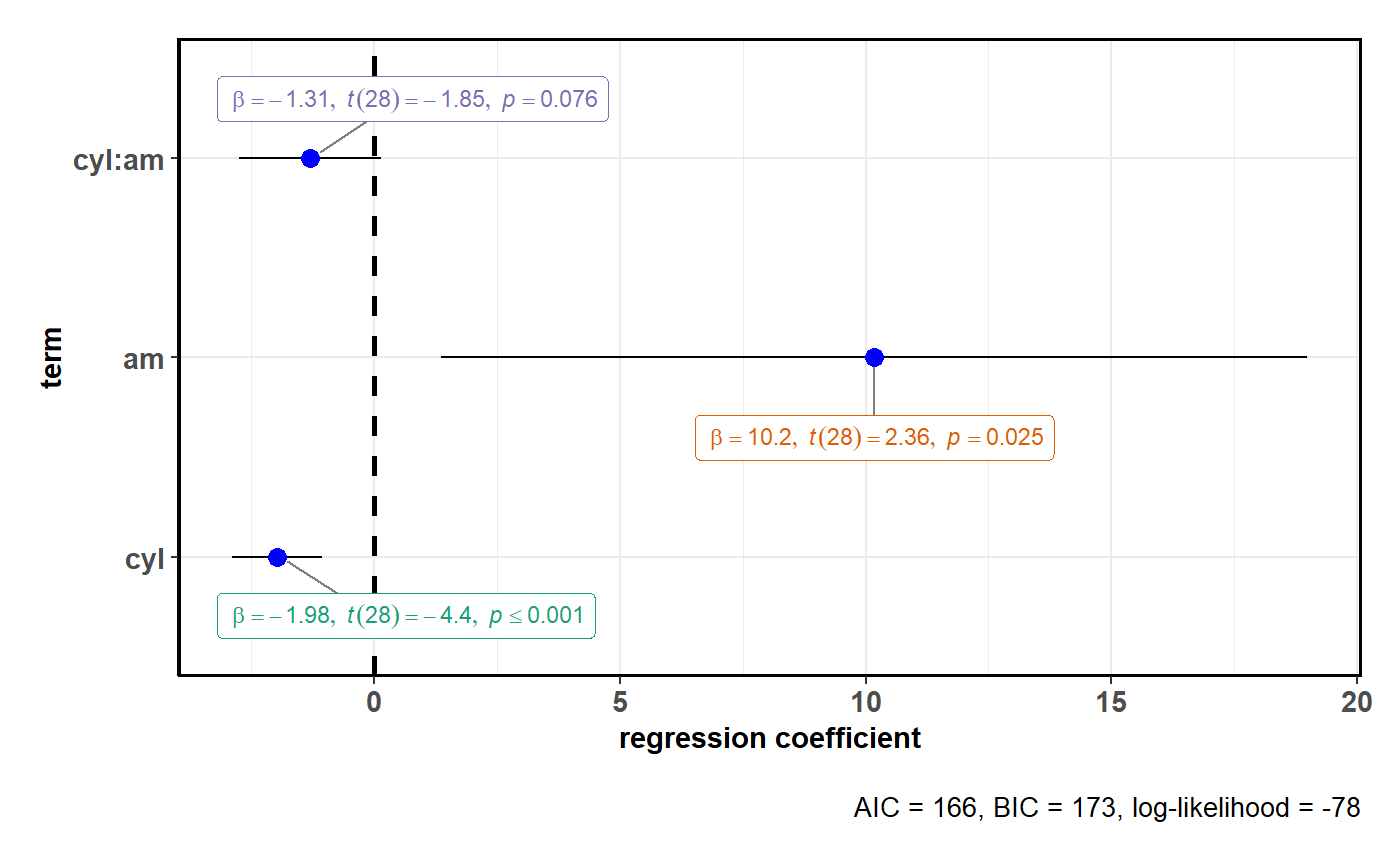 β = −1.31, t(28) = −1.85, p = 0.076
cyl:am
term
am
β = 10.2, t(28) = 2.36, p = 0.025
cyl
β = −1.98, t(28) = −4.4, p ≤ 0.001
0 5 10 15 20
regression coefficient
AIC = 166, BIC = 173, log-likelihood = -78